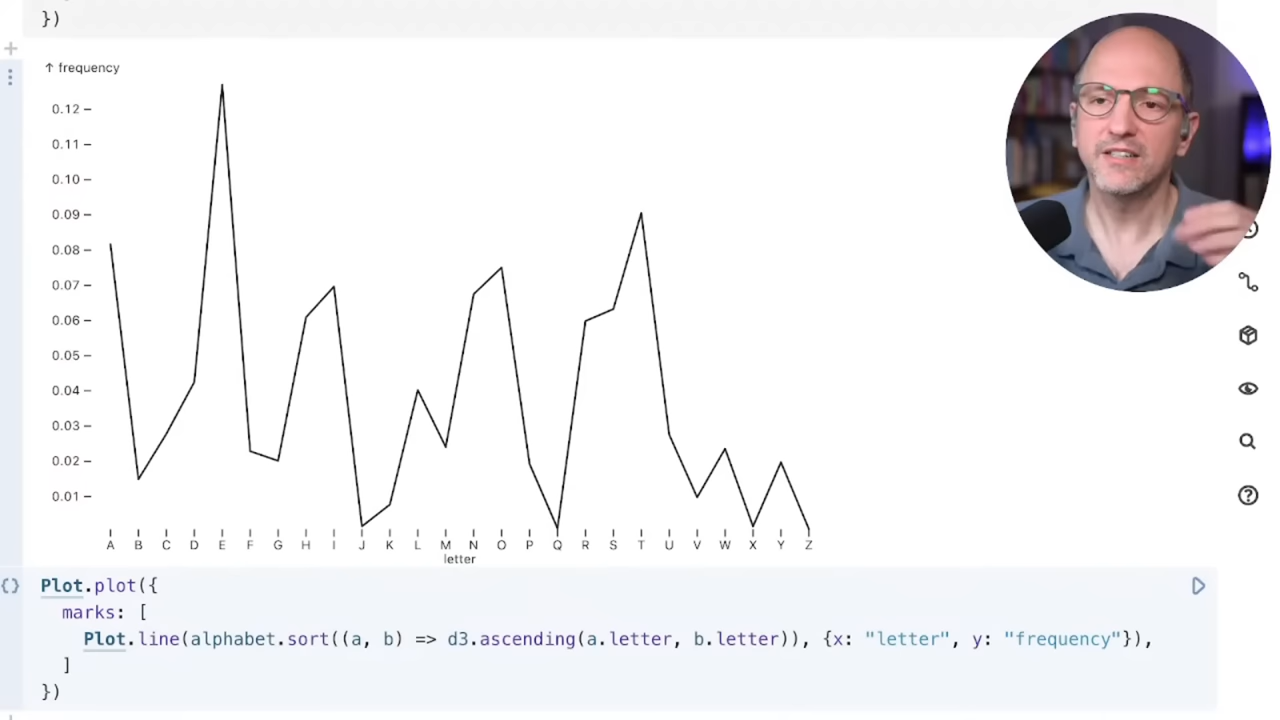 })
↑ frequency
0.12
0.11
0.10
0.09
0.08
0.07
0.06
0.05
0.04
0.03
0.02
0.01
A B C D E F G H I J K L M N O P Q R S T U V W X Y Z
letter
Plot.plot({
marks: [
Plot.line(alphabet.sort((a, b) => d3.ascending(a.letter, b.letter)), {x: "letter", y: "frequency"}),
]
})